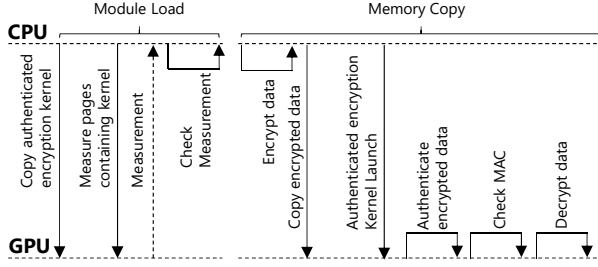 Module Load
Memory Copy
CPU
Copy authenticated
encryption kernel
Measure pages
containing kernel
Measurement
Check
Measurement
Encrypt data
Copy encrypted data
Authenticated encryption
Kernel Launch
Authenticate
encrypted data
Check MAC
Decrypt data
GPU